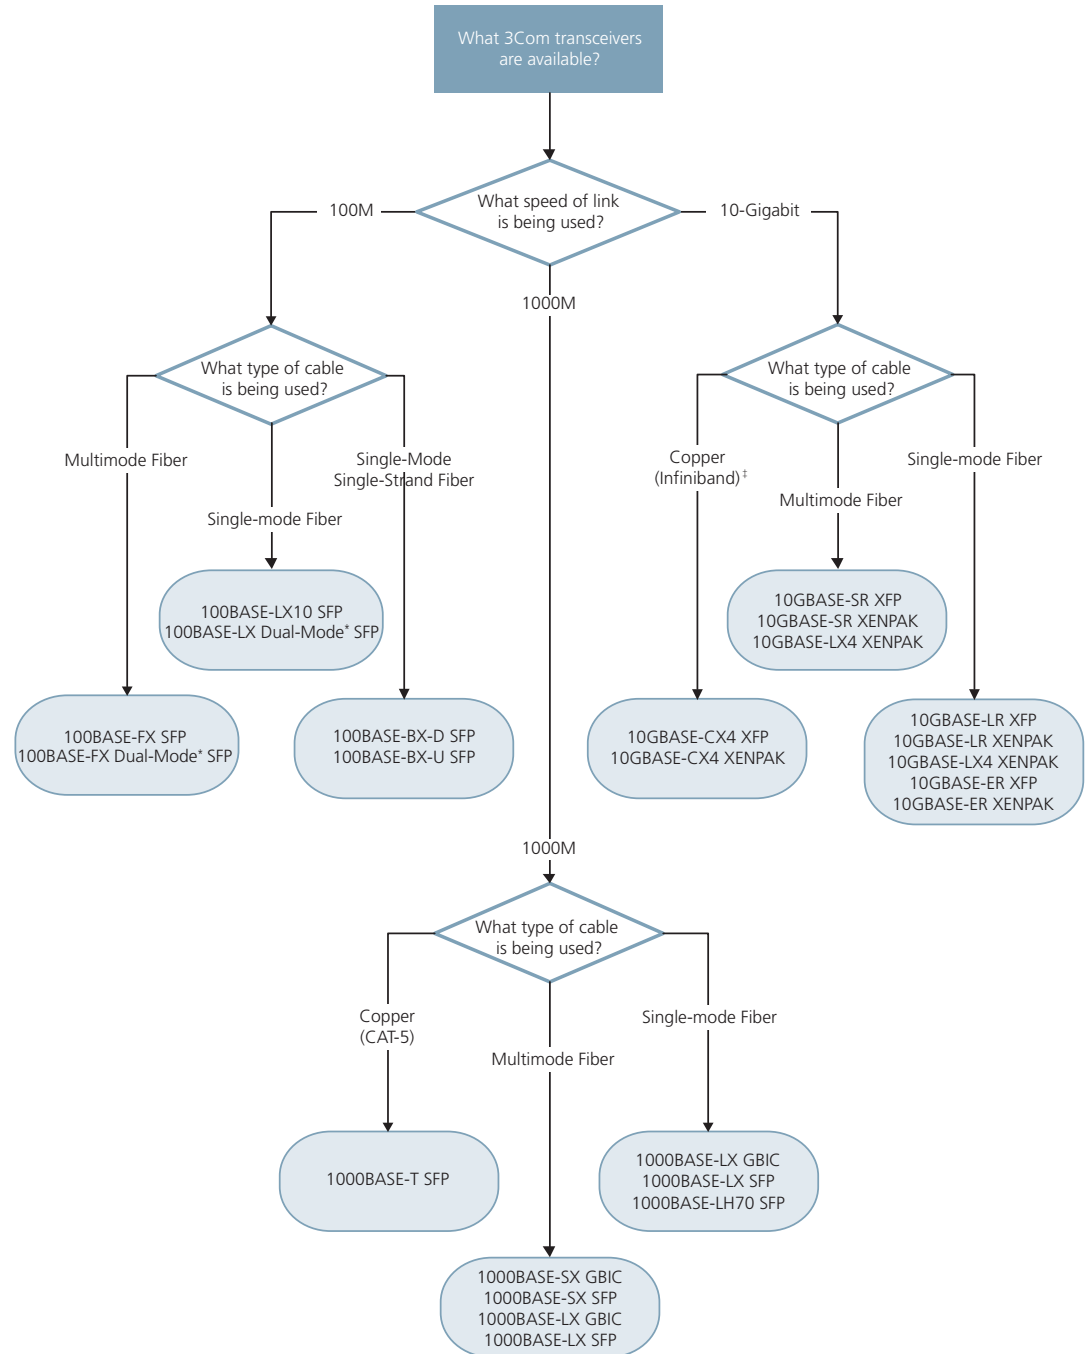 What 3Com transceivers
are available?
What speed of link
is being used?
100M
10-Gigabit
1000M
What type of cable
is being used?
Multimode Fiber
Single-mode Fiber
Single-Mode
Single-Strand Fiber
100BASE-LX10 SFP
100BASE-LX Dual-Mode* SFP
100BASE-FX SFP
100BASE-FX Dual-Mode* SFP
100BASE-BX-D SFP
100BASE-BX-U SFP
What type of cable
is being used?
Copper
(Infiniband)‡
Multimode Fiber
Single-mode Fiber
10GBASE-SR XFP
10GBASE-SR XENPAK
10GBASE-LX4 XENPAK
10GBASE-CX4 XFP
10GBASE-CX4 XENPAK
10GBASE-LR XFP
10GBASE-LR XENPAK
10GBASE-LX4 XENPAK
10GBASE-ER XFP
10GBASE-ER XENPAK
1000M
What type of cable
is being used?
Copper
(CAT-5)
Multimode Fiber
Single-mode Fiber
1000BASE-T SFP
1000BASE-LX GBIC
1000BASE-LX SFP
1000BASE-LH70 SFP
1000BASE-SX GBIC
1000BASE-SX SFP
1000BASE-LX GBIC
1000BASE-LX SFP